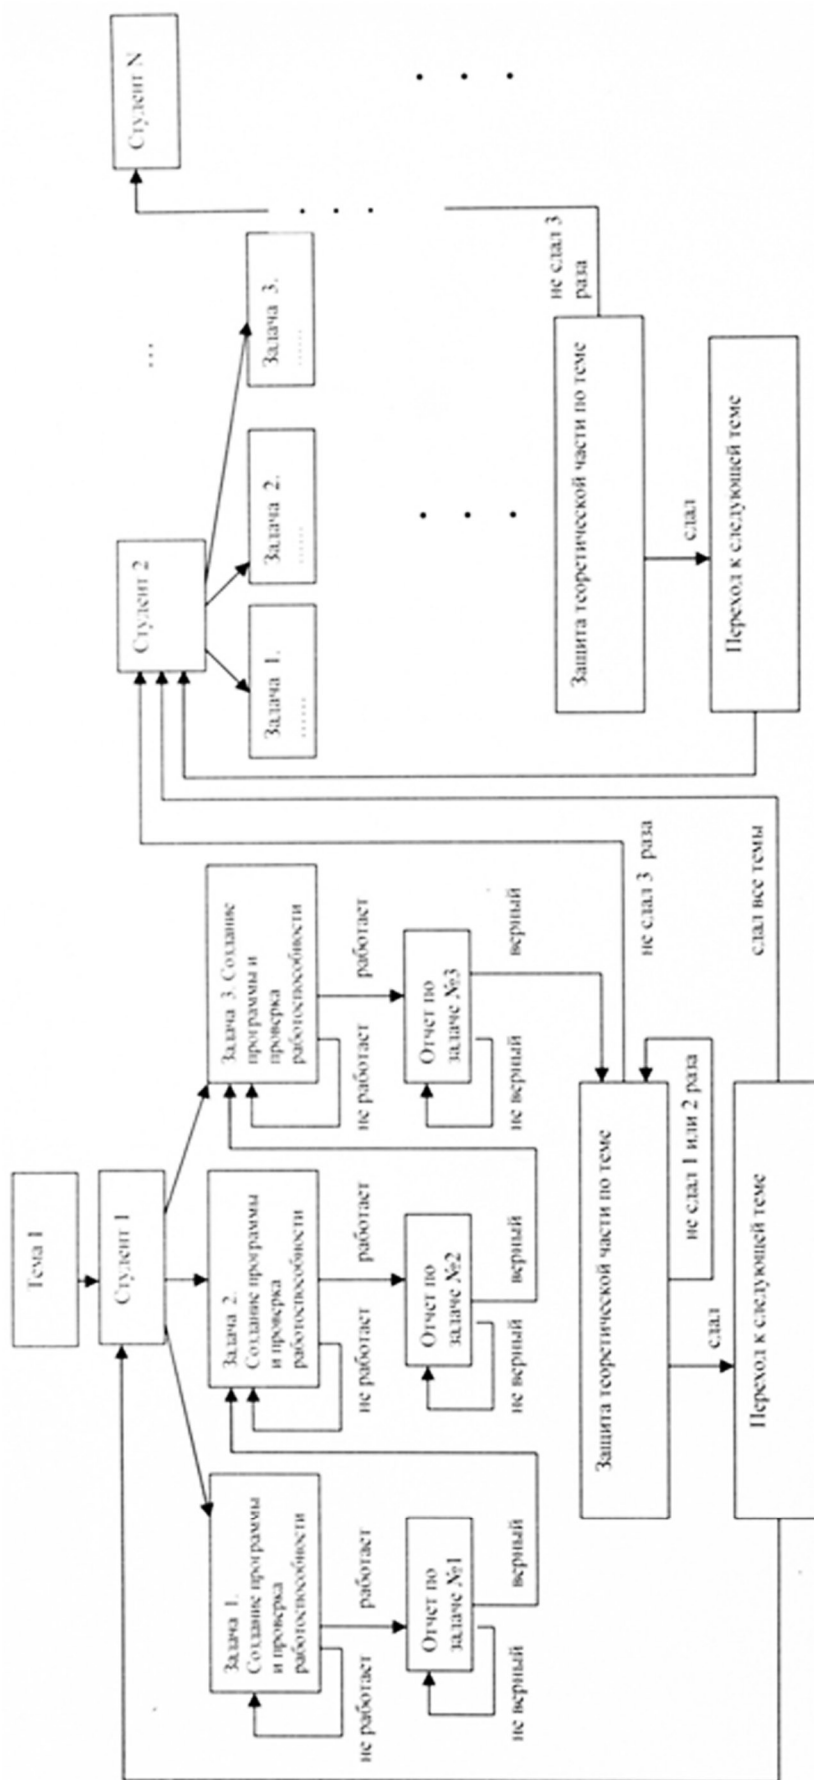 Тема 1
Студент 1
Задача 1.
Создание программы
и проверка
работоспособности
не работает
работает
Отчет по
задаче №1
не верный
верный
Задача 2.
Создание программы
и проверка
работоспособности
не работает
работает
Отчет по
задаче №2
не верный
верный
Задача 3. Создание
программы и
проверка
работоспособности
не работает
работает
Отчет по
задаче №3
не верный
верный
Защита теоретической части по теме
не сдал 1 или 2 раза
не сдал 3 раза
сдал
Переход к следующей теме
сдал все темы
Студент 2
...
Задача 1.
......
Задача 2.
......
Задача 3.
......
. . .
Защита теоретической части по теме
не сдал 3
раза
сдал
Переход к следующей теме
. . .
Студент N
. . .